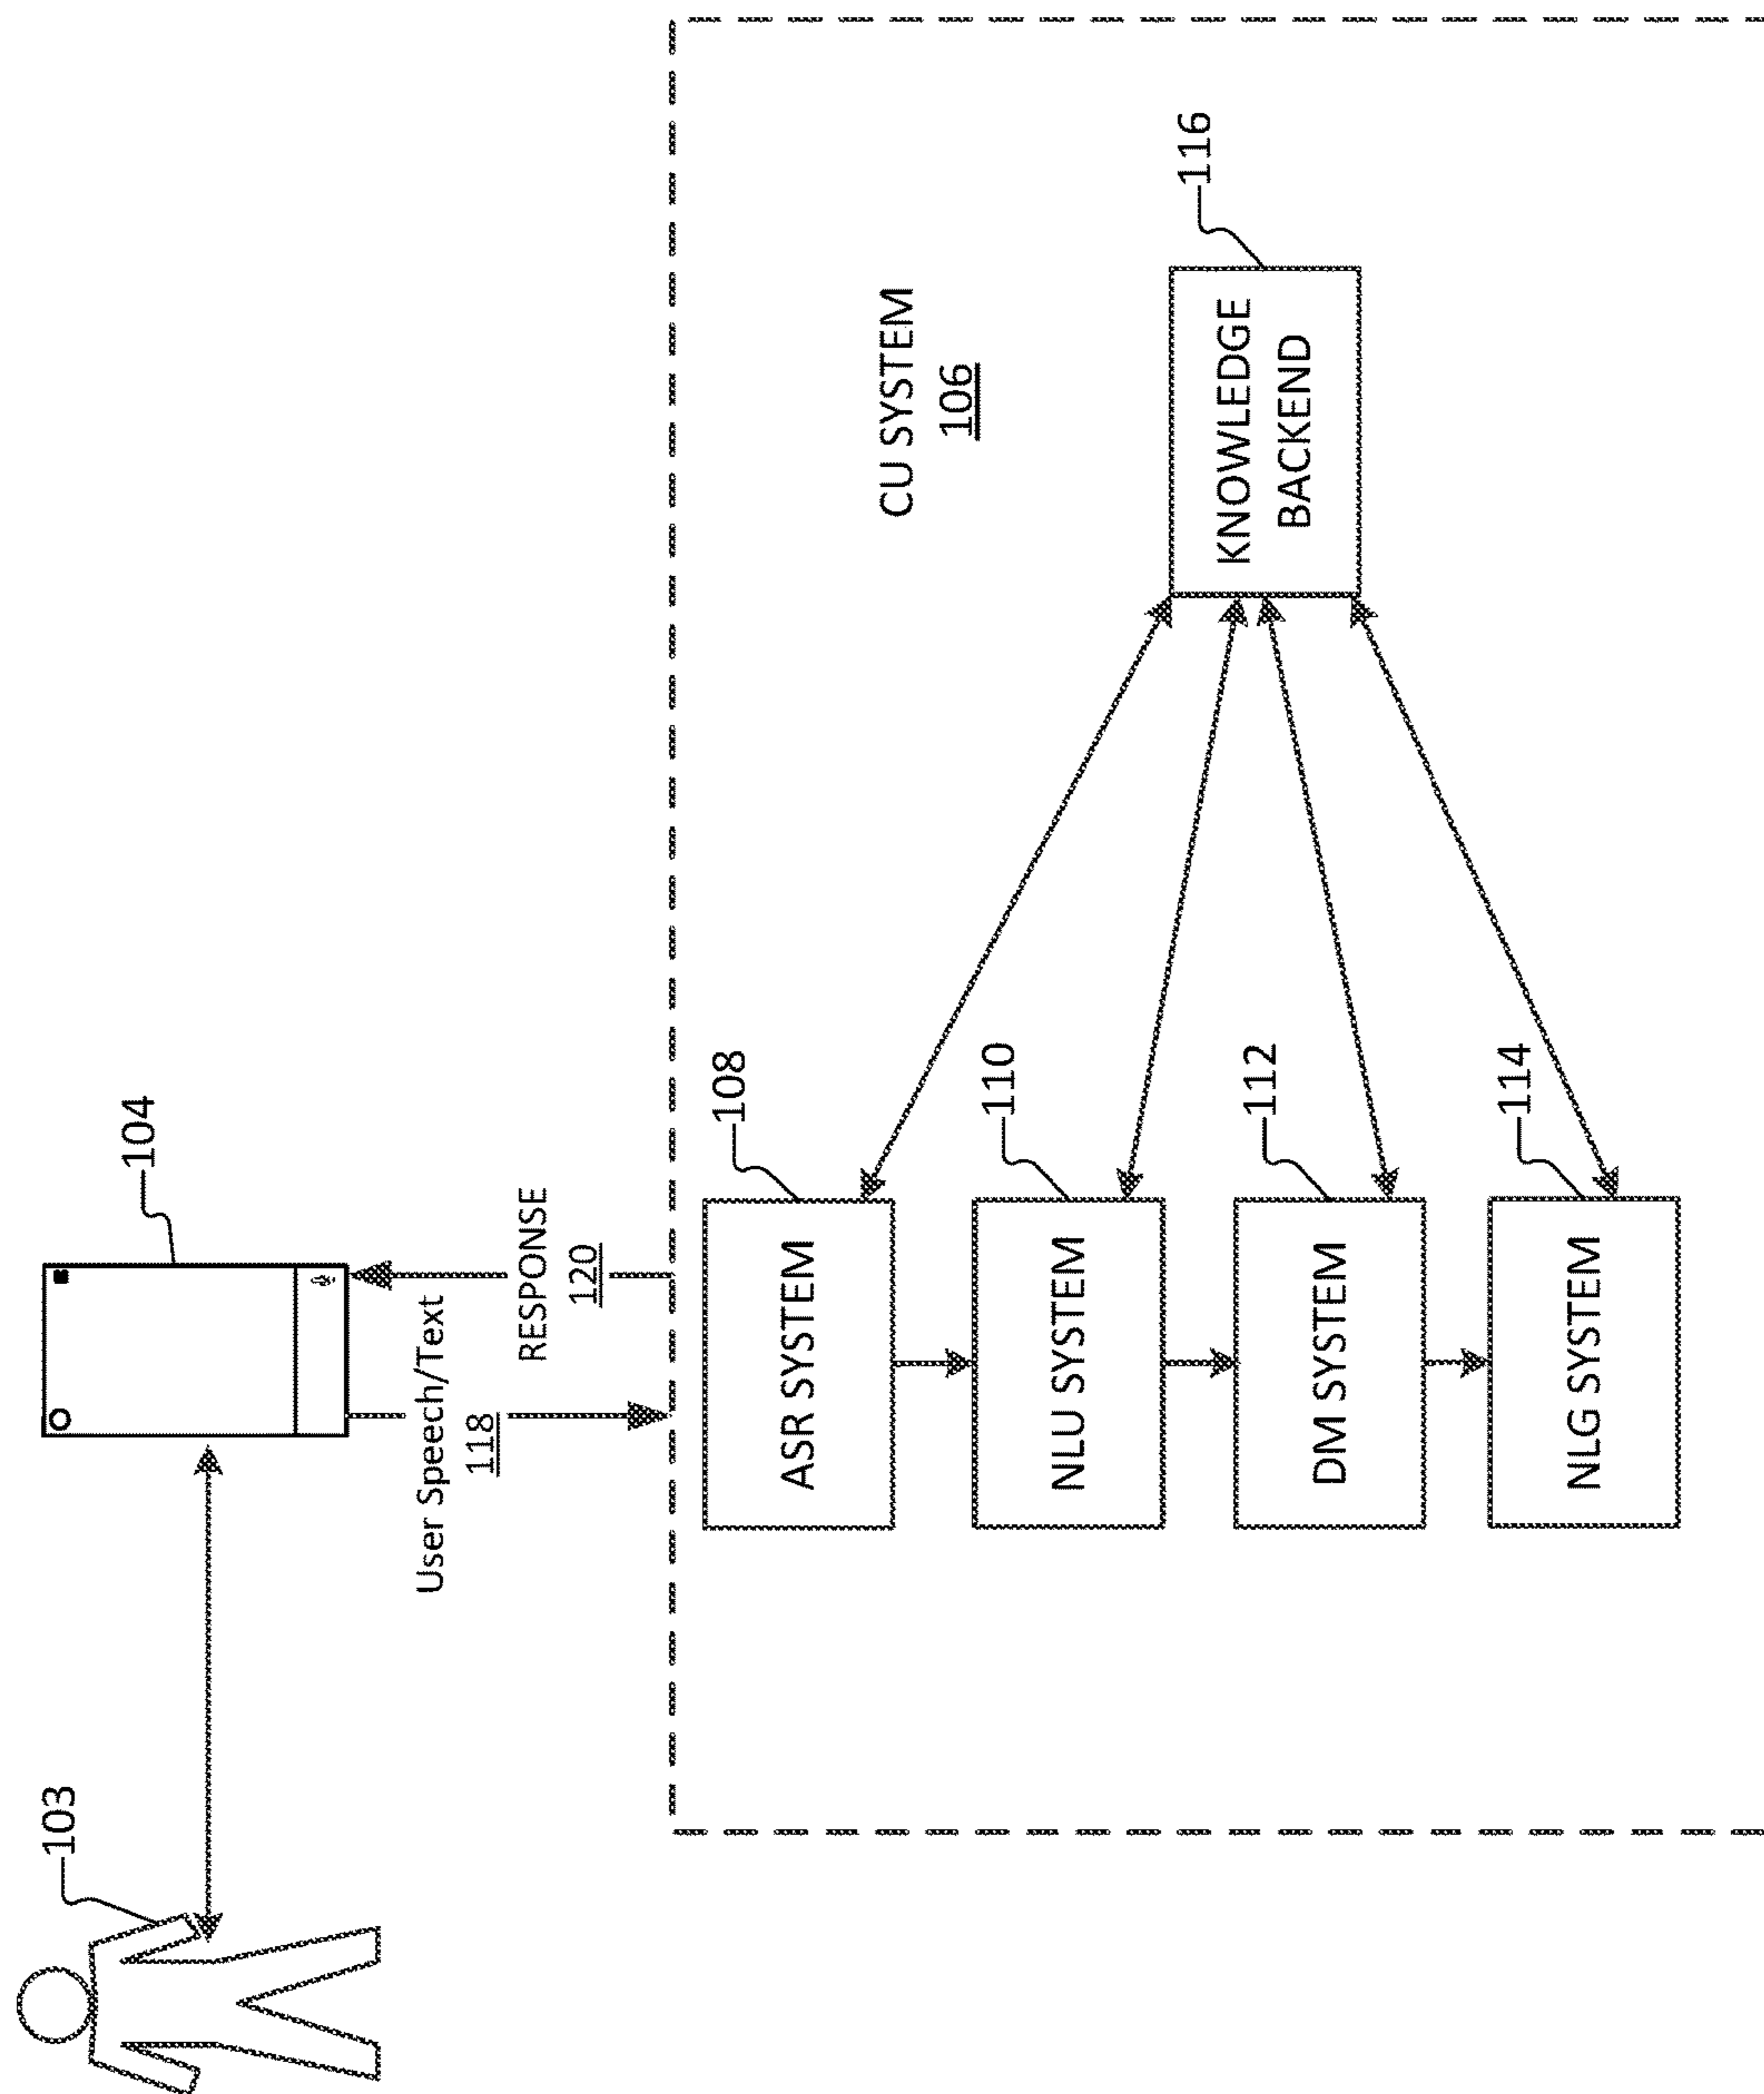 103
104
User Speech/Text
118
RESPONSE
120
CU SYSTEM
106
ASR SYSTEM
108
NLU SYSTEM
110
DM SYSTEM
112
NLG SYSTEM
114
KNOWLEDGE
BACKEND
116